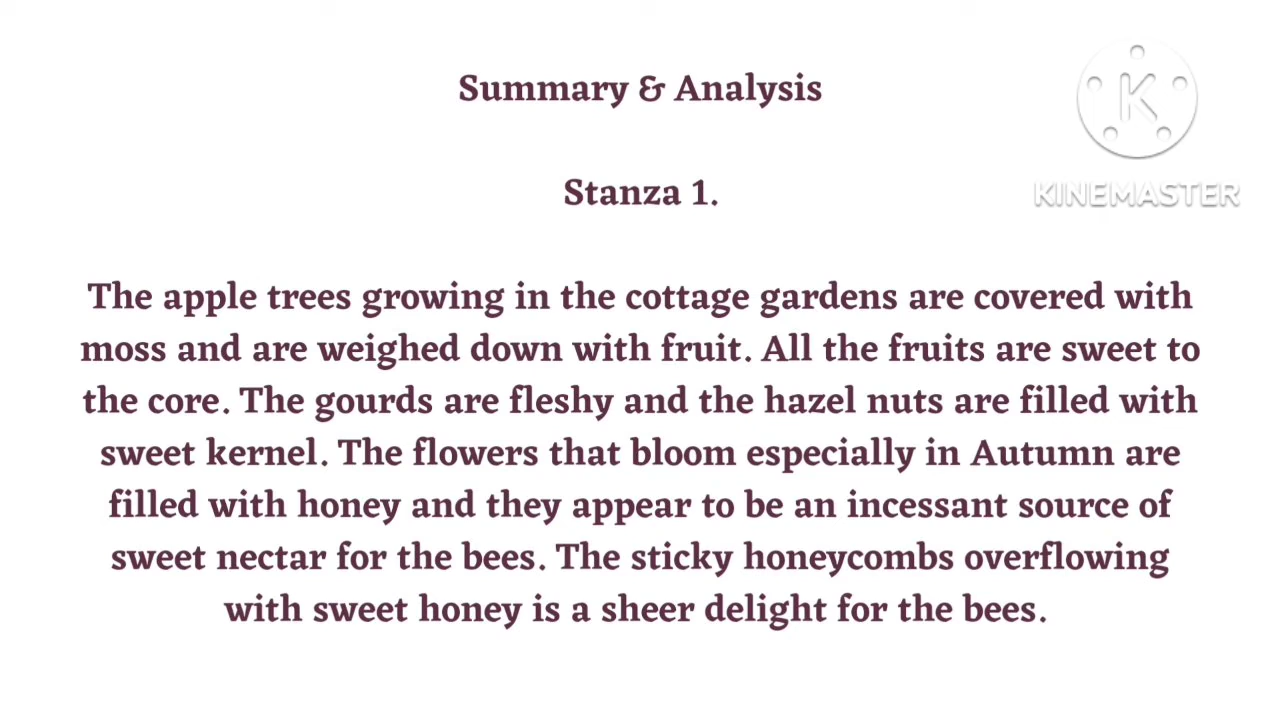 Summary & Analysis
KINEMASTER
Stanza 1.
The apple trees growing in the cottage gardens are covered with
moss and are weighed down with fruit. All the fruits are sweet to
the core. The gourds are fleshy and the hazel nuts are filled with
sweet kernel. The flowers that bloom especially in Autumn are
filled with honey and they appear to be an incessant source of
sweet nectar for the bees. The sticky honeycombs overflowing
with sweet honey is a sheer delight for the bees.